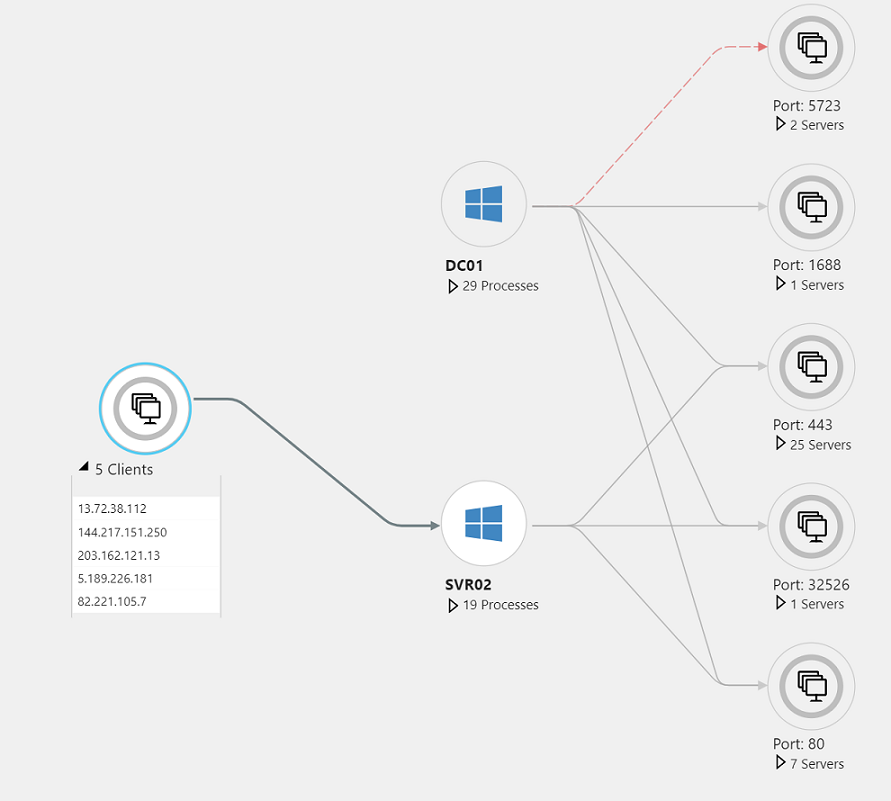 Port: 5723
2 Servers
Port: 1688
1 Servers
DC01
29 Processes
Port: 443
25 Servers
5 Clients
13.72.38.112
144.217.151.250
203.162.121.13
5.189.226.181
82.221.105.7
SVR02
19 Processes
Port: 32526
1 Servers
Port: 80
7 Servers